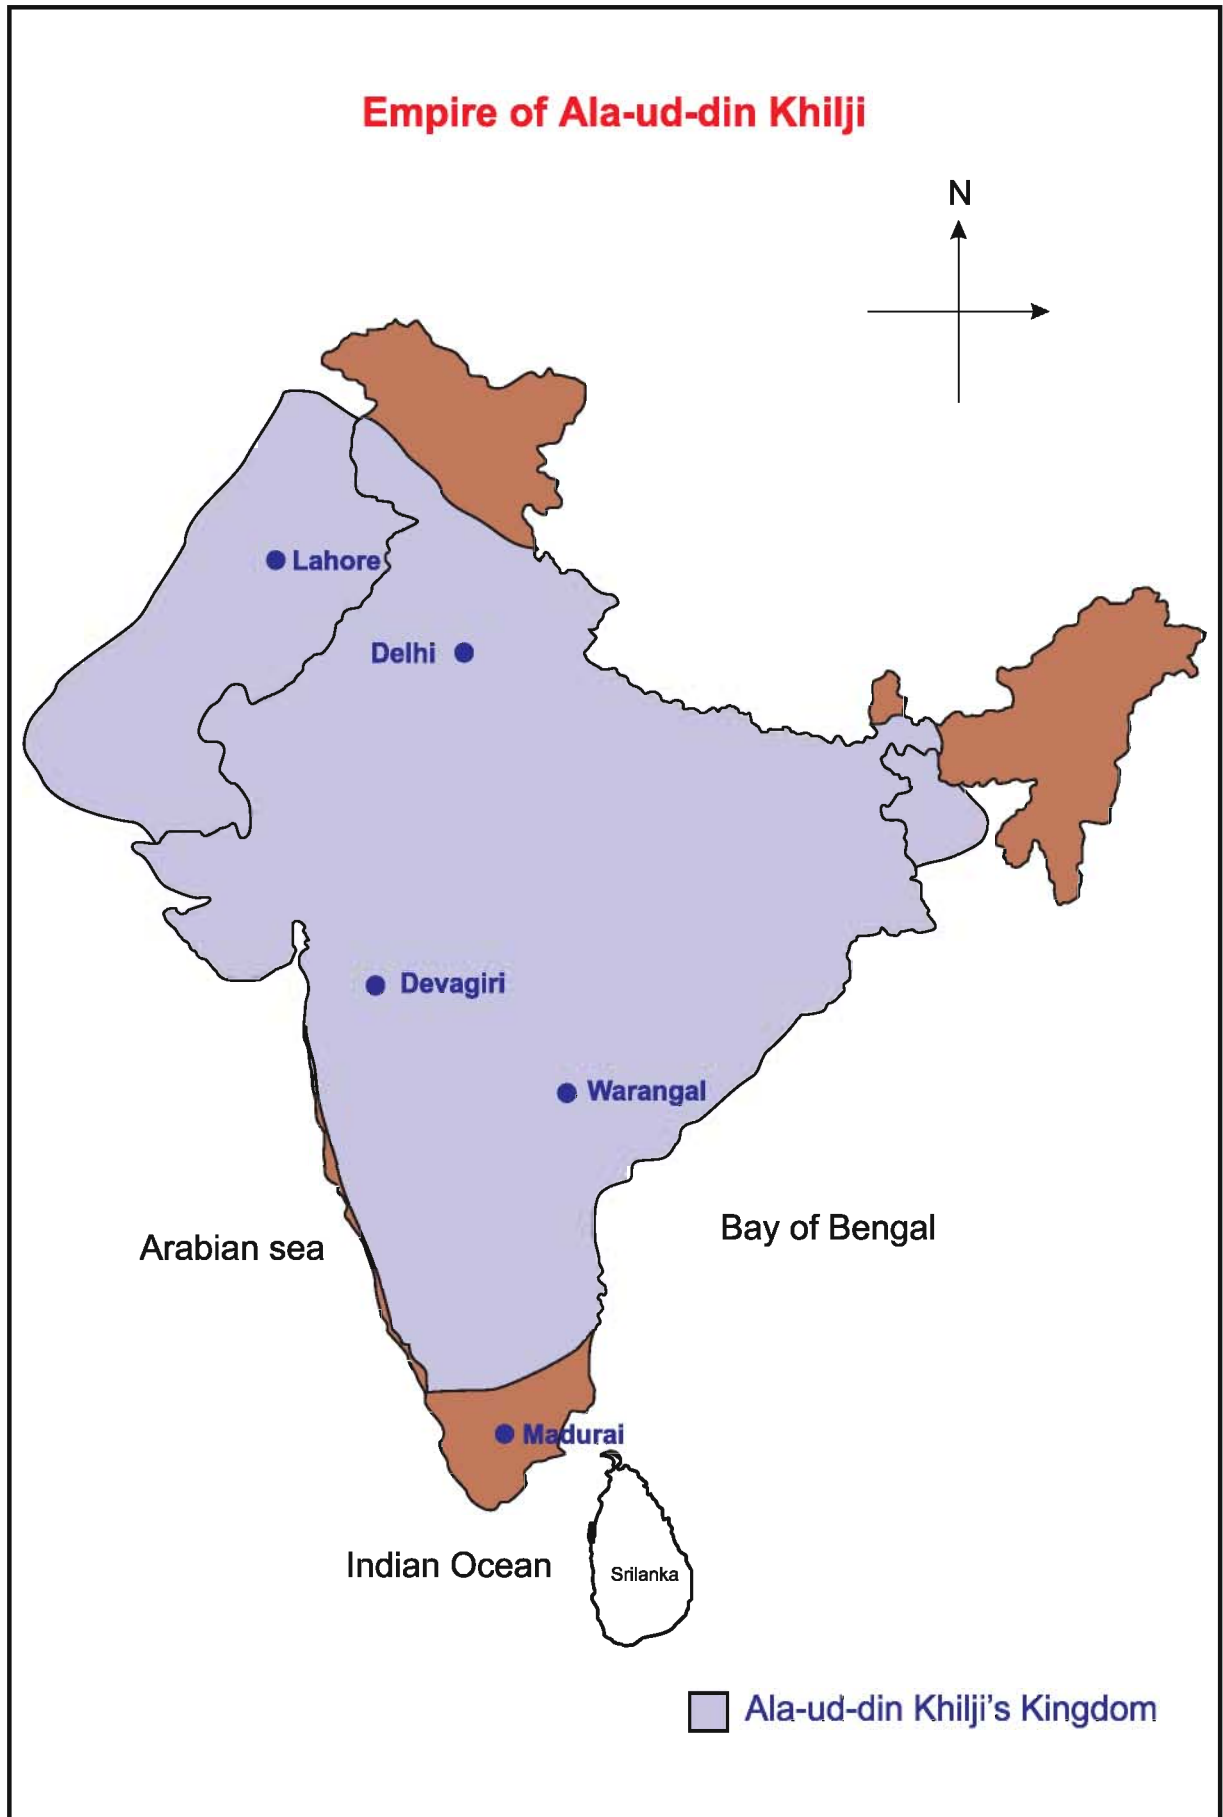 Empire of Ala-ud-din Khilji
N
Lahore
Delhi
Devagiri
Warangal
Bay of Bengal
Arabian sea
Madurai
Indian Ocean
Srilanka
Ala-ud-din Khilji's Kingdom